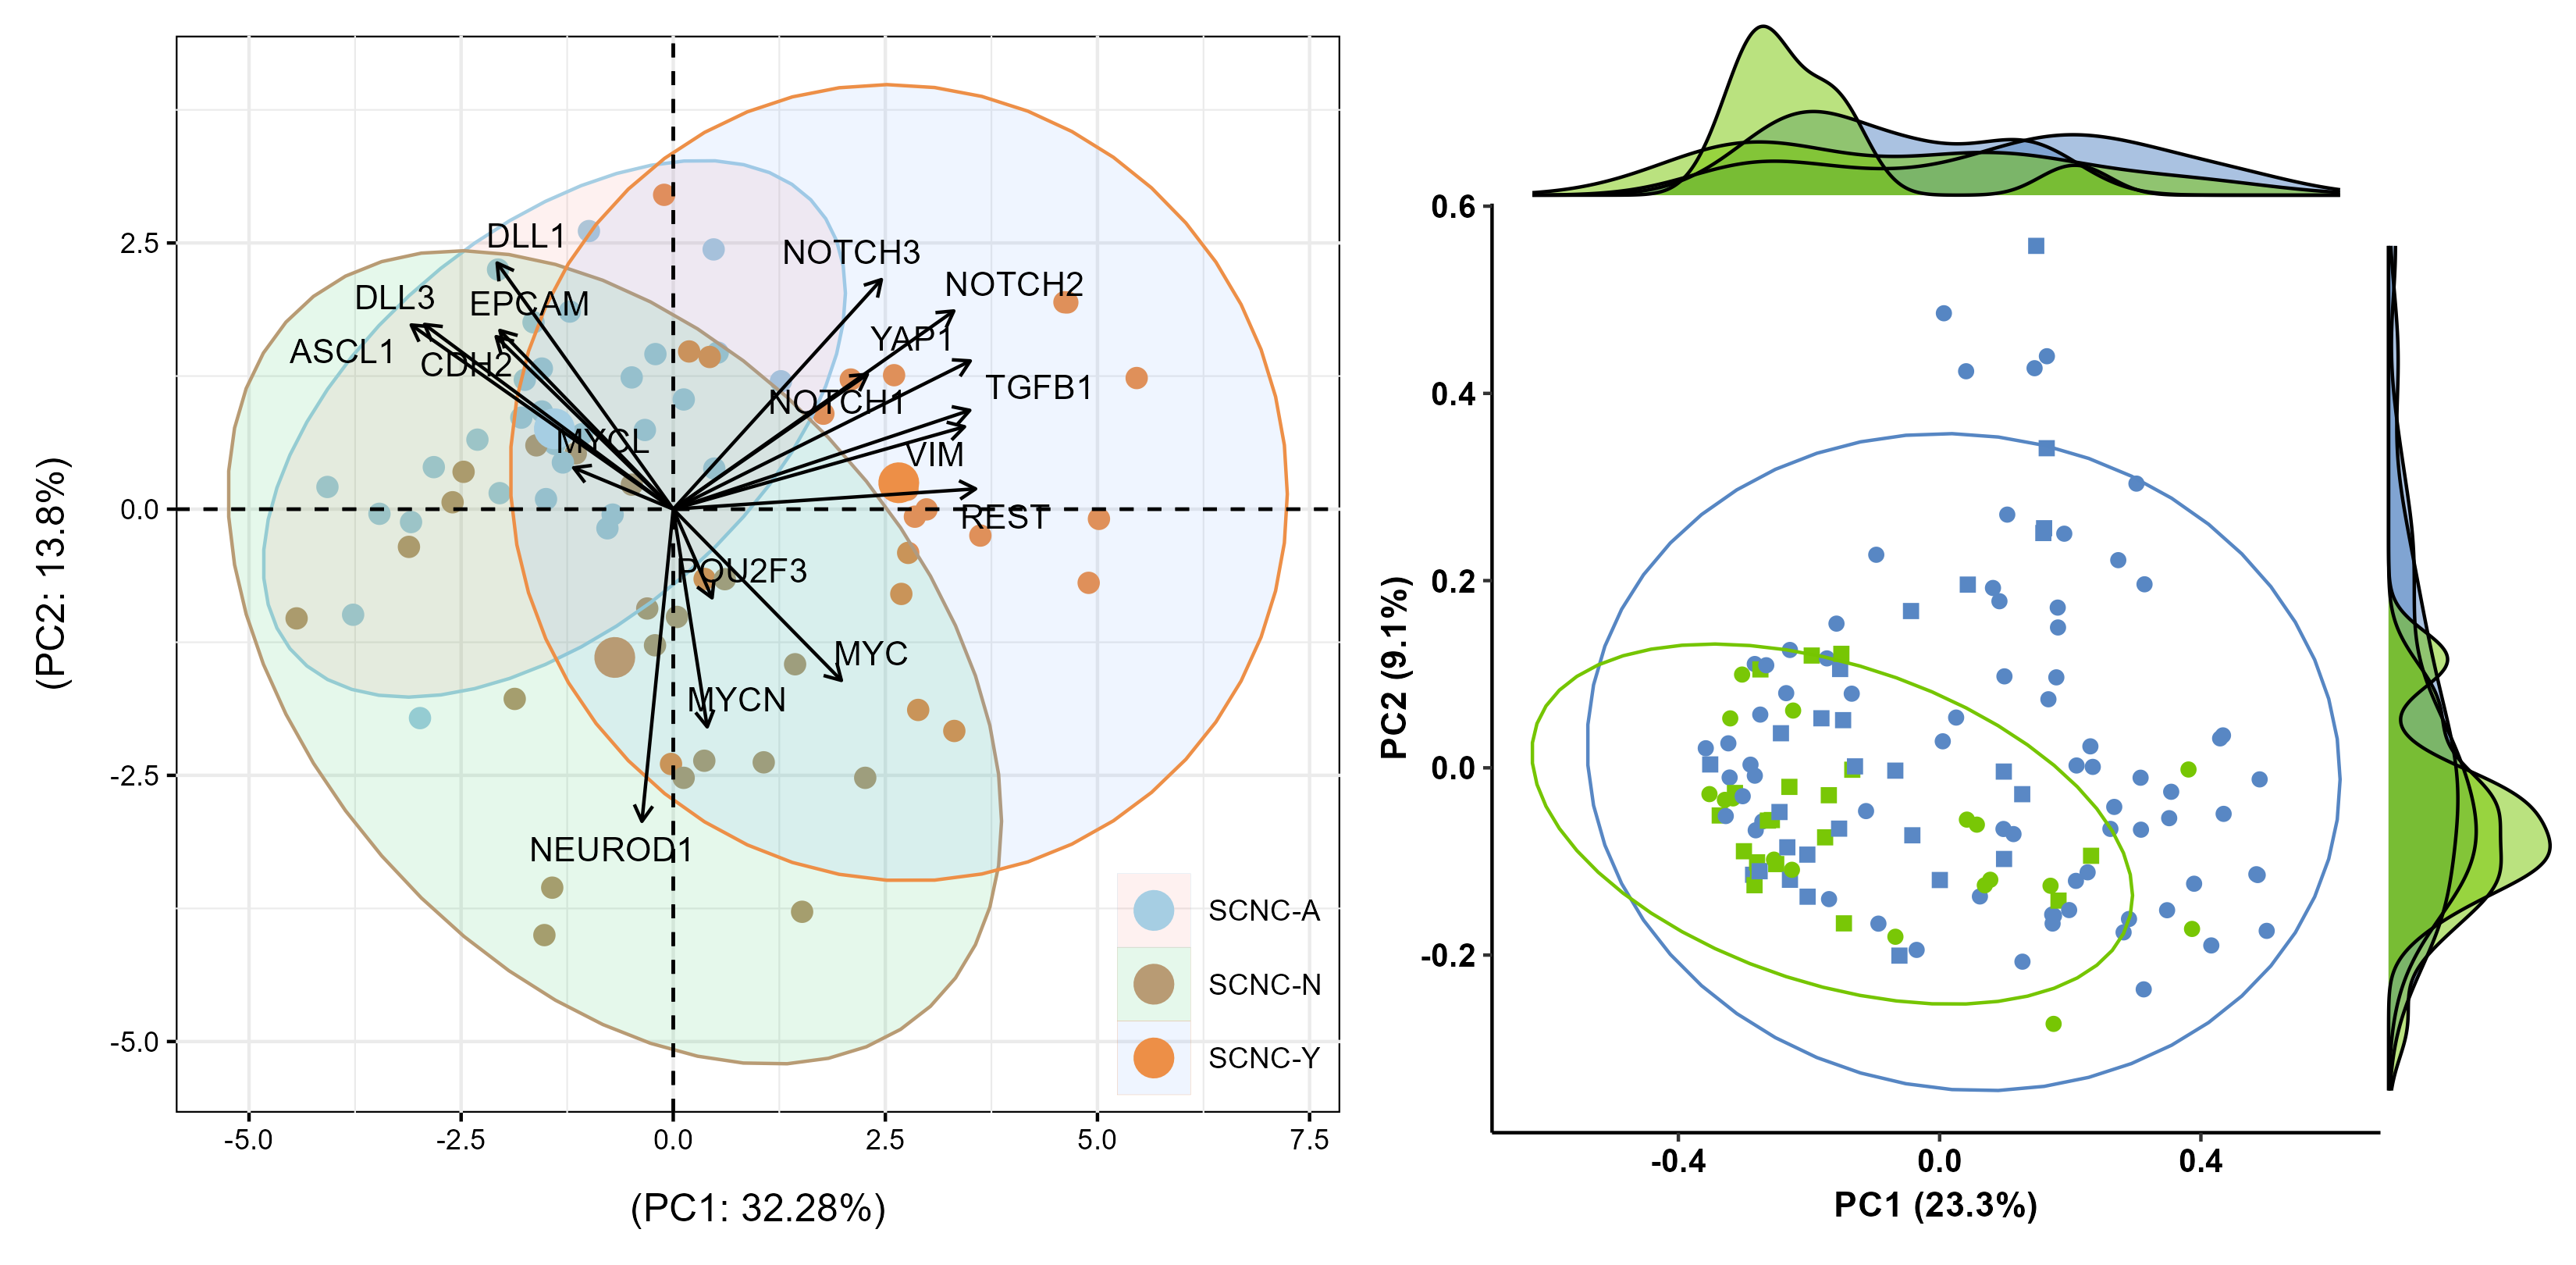 DLL1
NOTCH3
NOTCH2
DLL3
EPCAM
YAP1
ASCL1
CDH2
TGFB1
NOTCH1
MYCL
VIM
REST
POU2F3
MYC
MYCN
NEUROD1
SCNC-A
SCNC-N
SCNC-Y
2.5
0.0
-2.5
-5.0
(PC2: 13.8%)
-5.0
-2.5
0.0
2.5
5.0
7.5
(PC1: 32.28%)
0.6
0.4
0.2
0.0
-0.2
PC2 (9.1%)
-0.4
0.0
0.4
PC1 (23.3%)